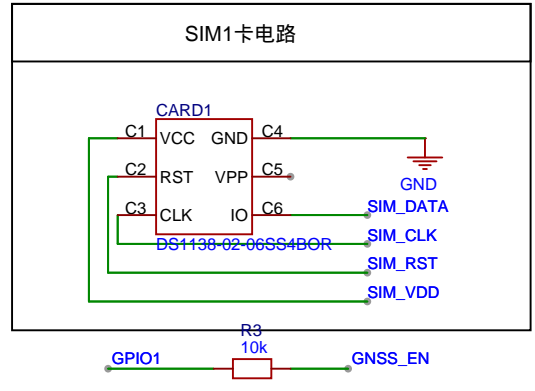 SIM1卡电路
CARD1
C1 VCC GND C4
GND
C2 RST VPP C5
C3 CLK IO C6
SIM_DATA
DS1138-02-06SS4BOR
SIM_CLK
SIM_RST
SIM_VDD
R3
10k
GPIO1 GNSS_EN